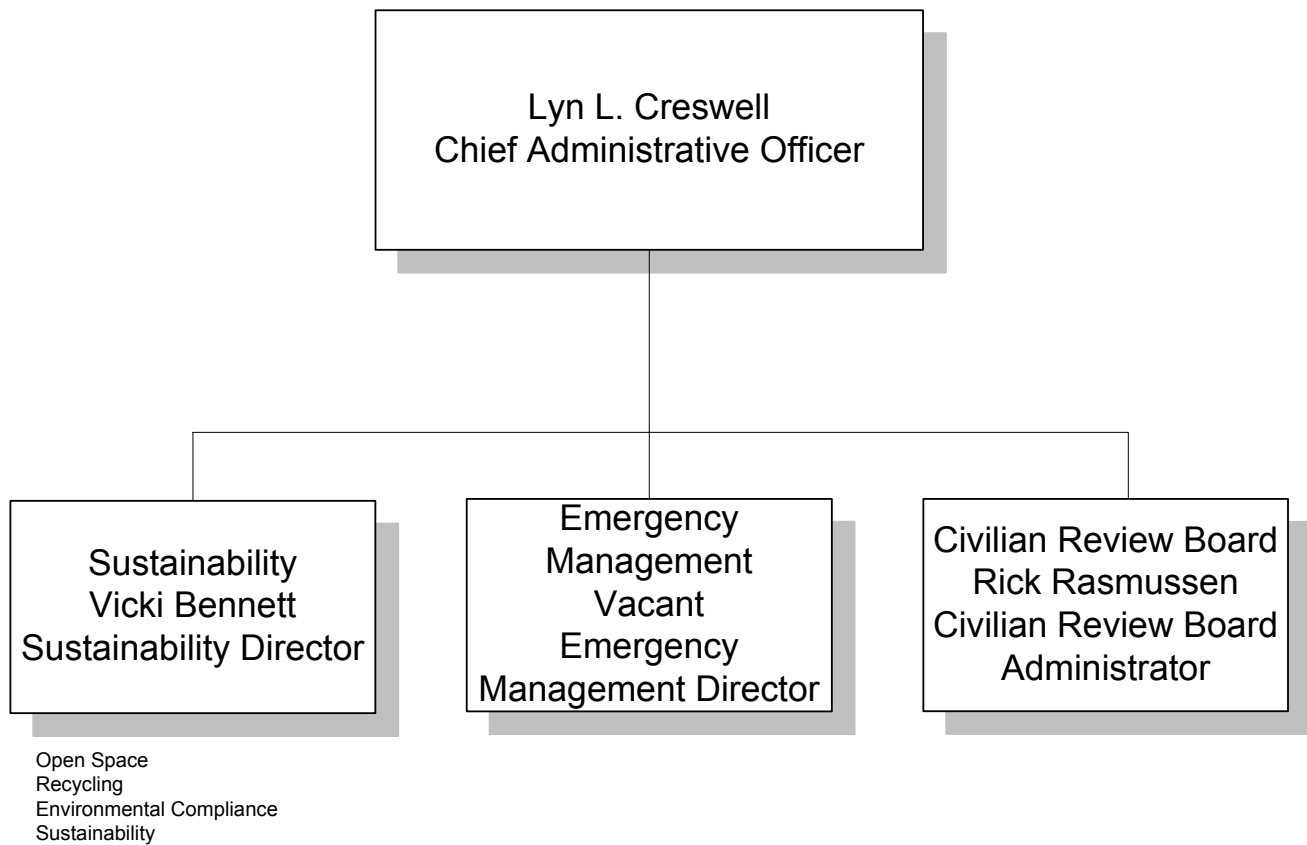 Lyn L. Creswell
Chief Administrative Officer
Sustainability
Vicki Bennett
Sustainability Director
Emergency
Management
Vacant
Emergency
Management Director
Civilian Review Board
Rick Rasmussen
Civilian Review Board
Administrator
Open Space
Recycling
Environmental Compliance
Sustainability